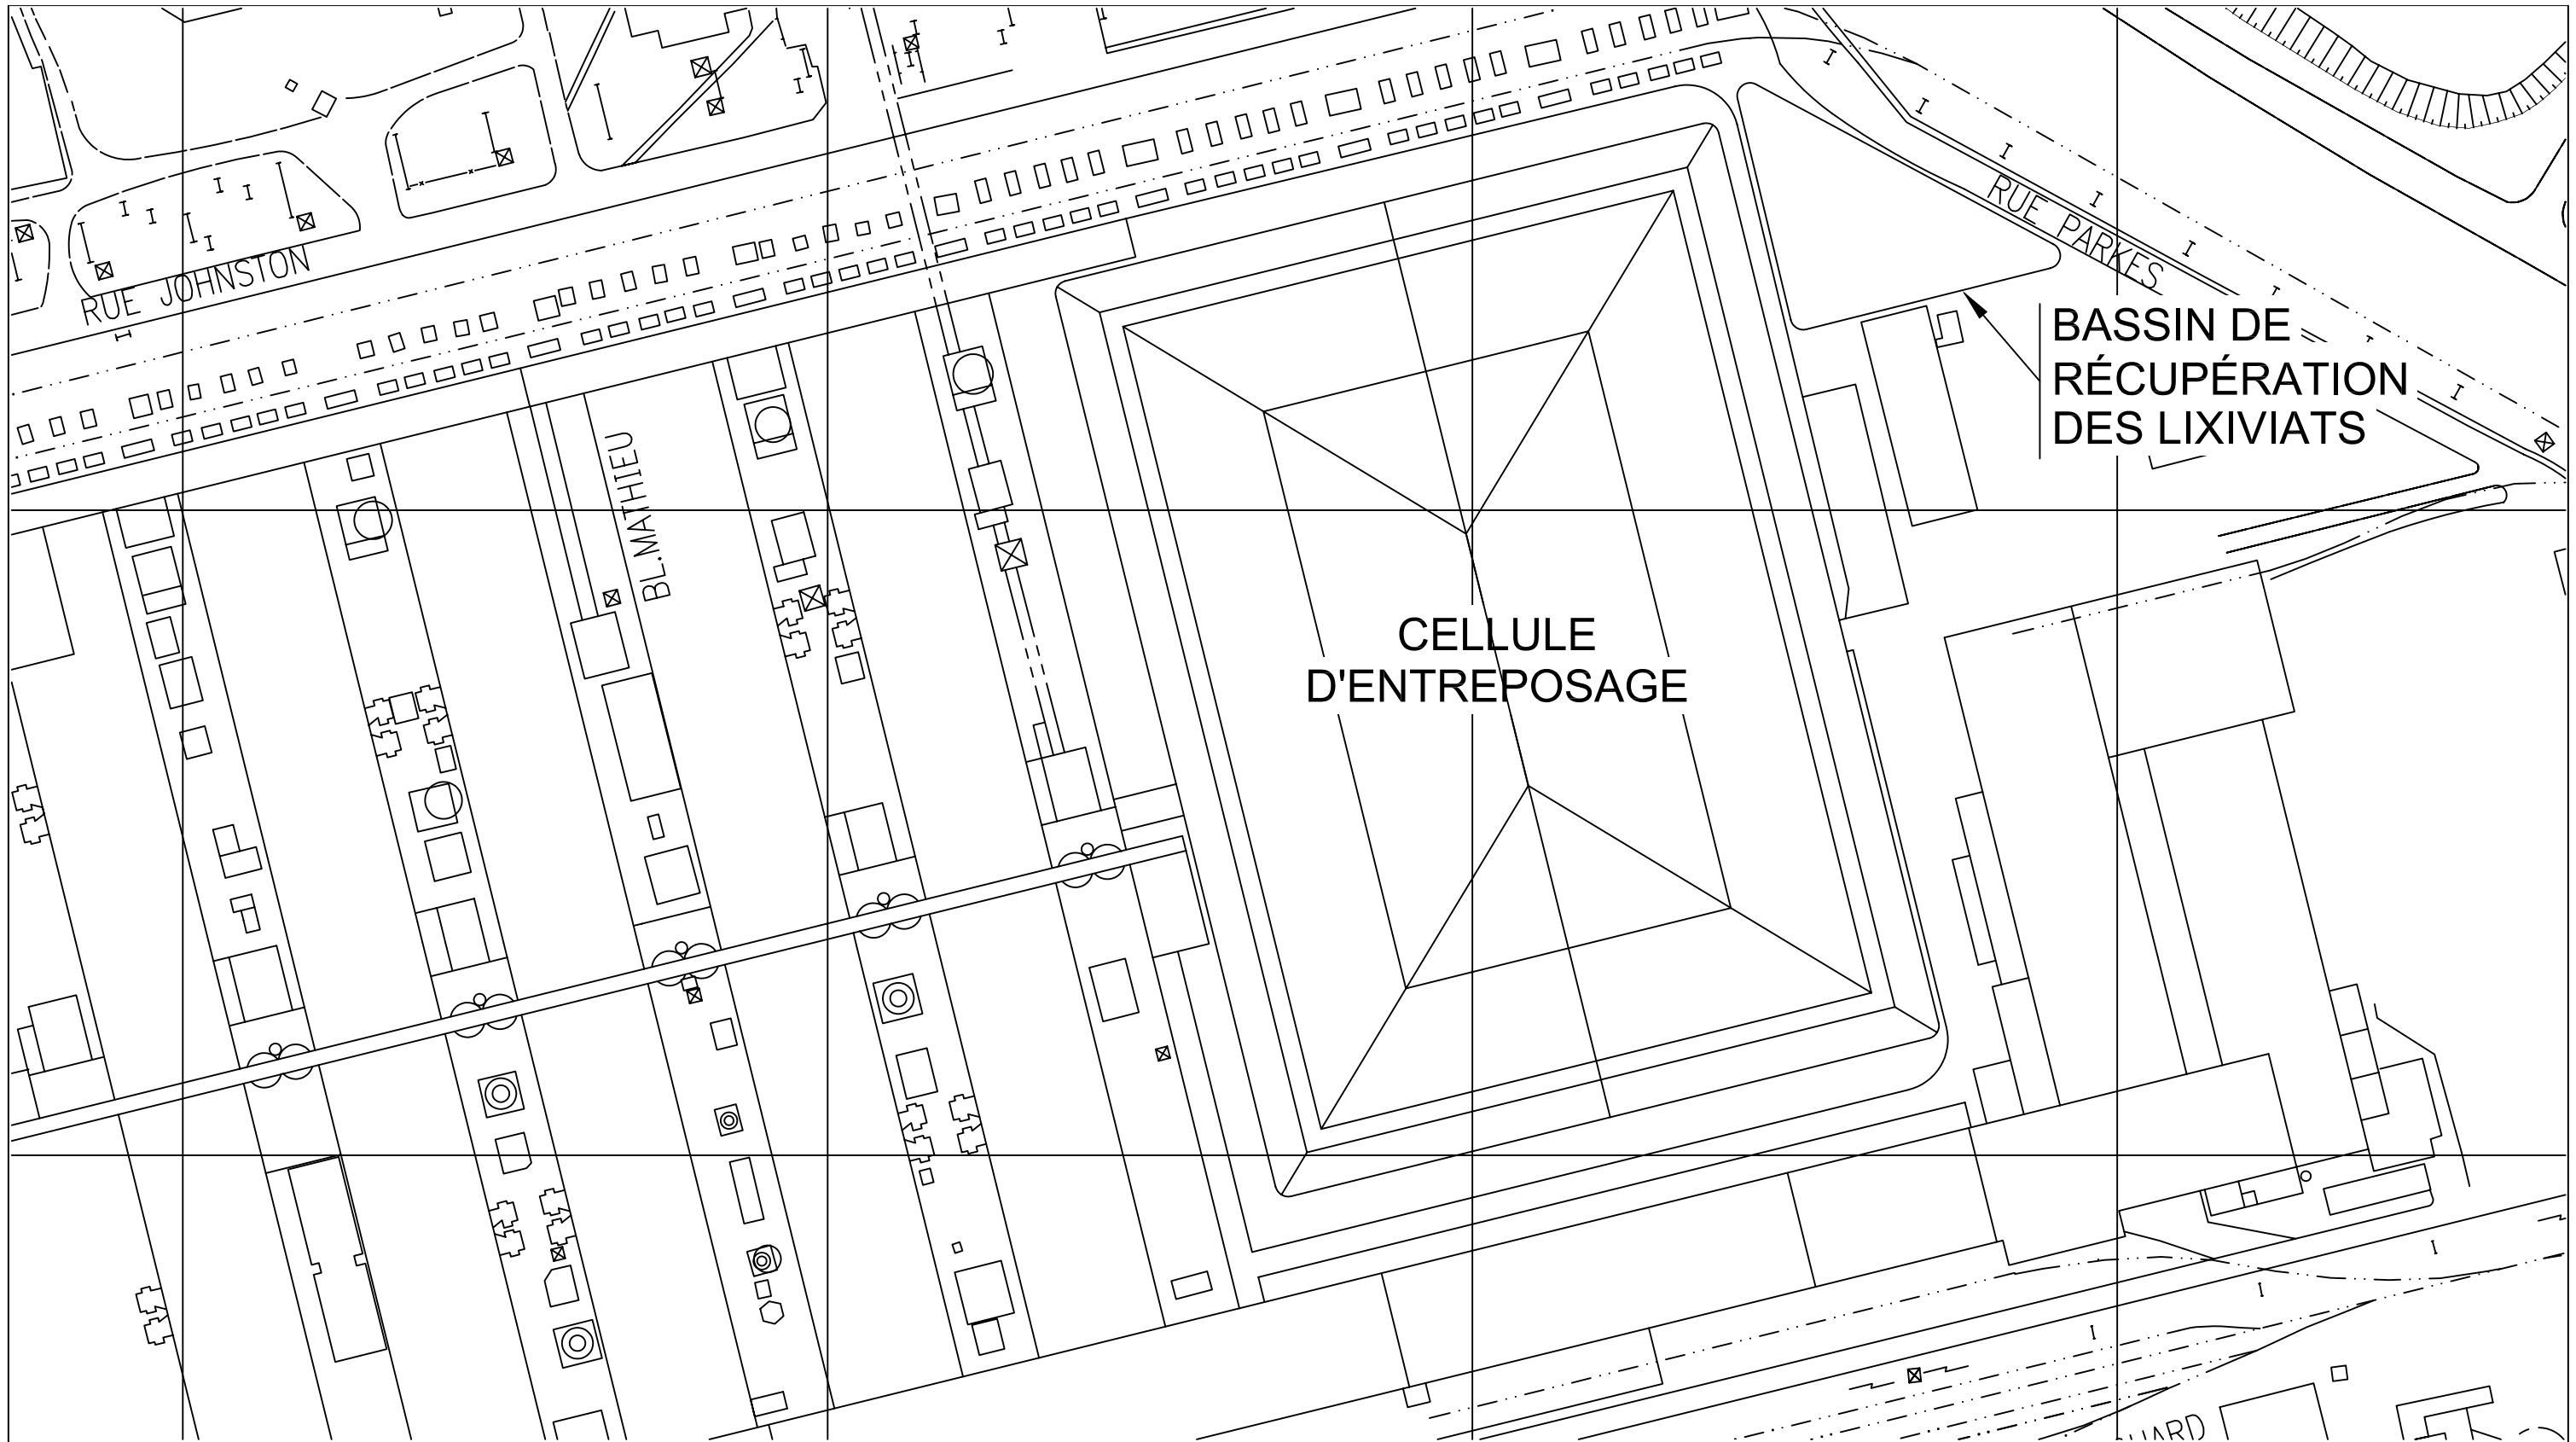 RUE JOHNSTON
RUE PARKES
BASSIN DE
RÉCUPÉRATION
DES LIXIVIATS
BL.MATHIEU
CELLULE
D'ENTREPOSAGE